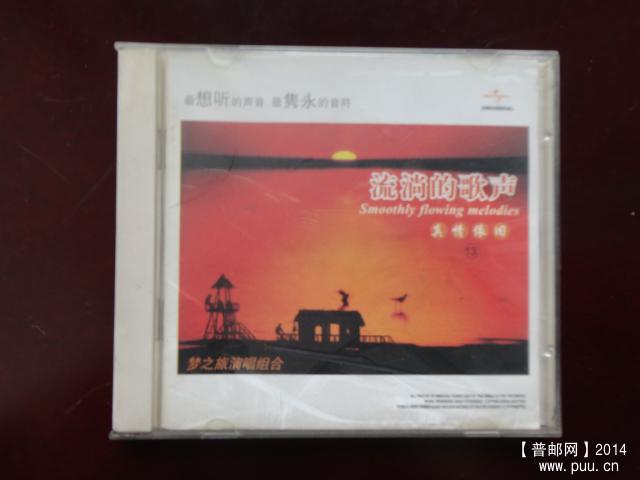 最想听的声音 最隽永的音符
UNIVERSAL
流淌的歌声
Smoothly flowing melodies
真情依旧
13
梦之旅演唱组合
【普邮网】2014
www.puu.cn